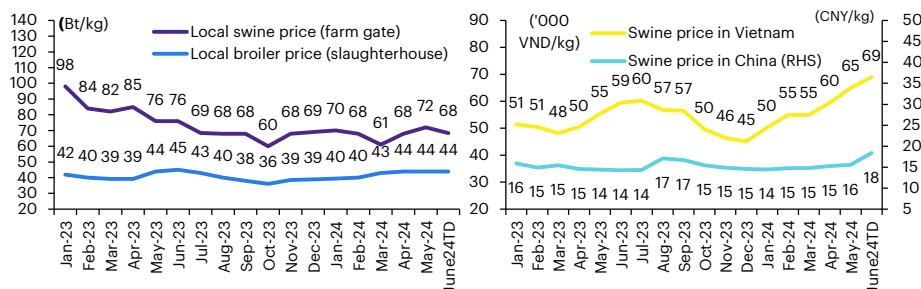 (Bt/kg)
Local swine price (farm gate)
Local broiler price (slaughterhouse)
140
120
100
80
60
40
20
98 84 82 85 76 76 69 68 68 60 68 69 70 68 61 68 72 68
42 40 39 39 44 45 43 40 38 36 39 39 40 40 43 44 44 44
Jan-23 Feb-23 Mar-23 Apr-23 May-23 Jun-23 Jul-23 Aug-23 Sep-23 Oct-23 Nov-23 Dec-23 Jan-24 Feb-24 Mar-24 Apr-24 May-24 June24TD
('000
VND/kg)
(CNY/kg)
Swine price in Vietnam
Swine price in China (RHS)
90
80
70
60
50
40
30
20
51 51 48 50 55 59 60 57 57 50 46 45 50 55 55 60 65 69
16 15 15 15 14 14 14 17 17 15 15 15 14 15 15 15 16 18
50
45
40
35
30
25
20
15
10
5
Jan-23 Feb-23 Mar-23 Apr-23 May-23 Jun-23 Jul-23 Aug-23 Sep-23 Oct-23 Nov-23 Dec-23 Jan-24 Feb-24 Mar-24 Apr-24 May-24 June24TD